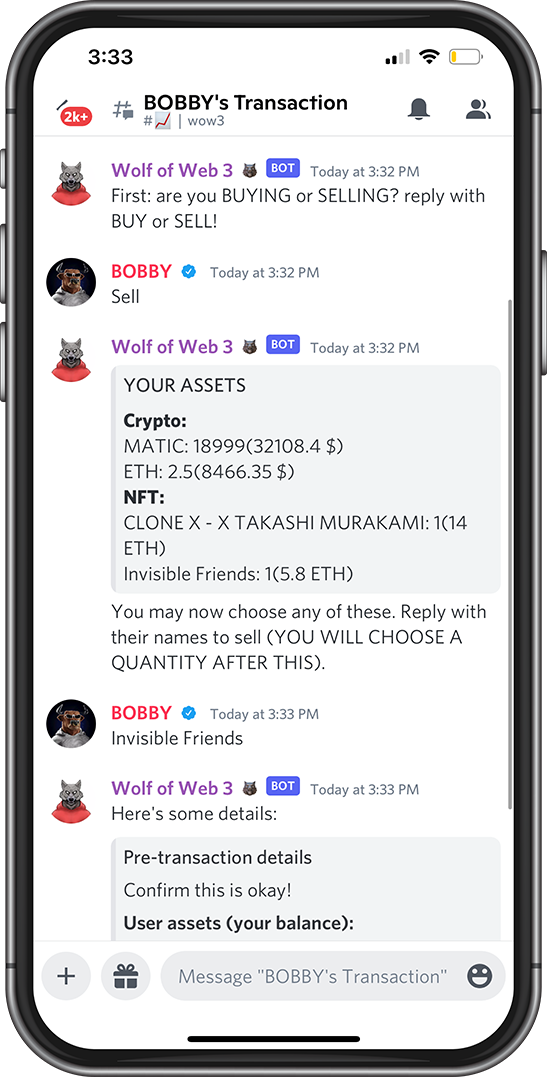 3:33
2k+
BOBBY's Transaction
# | wow3
Wolf of Web 3 BOT Today at 3:32 PM
First: are you BUYING or SELLING? reply with
BUY or SELL!
BOBBY Today at 3:32 PM
Sell
Wolf of Web 3 BOT Today at 3:32 PM
YOUR ASSETS
Crypto:
MATIC: 18999(32108.4 $)
ETH: 2.5(8466.35 $)
NFT:
CLONE X - X TAKASHI MURAKAMI: 1(14
ETH)
Invisible Friends: 1(5.8 ETH)
You may now choose any of these. Reply with
their names to sell (YOU WILL CHOOSE A
QUANTITY AFTER THIS).
BOBBY Today at 3:33 PM
Invisible Friends
Wolf of Web 3 BOT Today at 3:33 PM
Here's some details:
Pre-transaction details
Confirm this is okay!
User assets (your balance):
Message "BOBBY's Transaction"